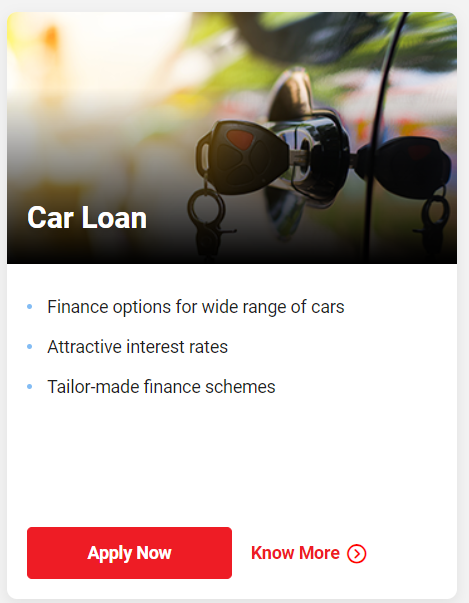 Car Loan
Finance options for wide range of cars
Attractive interest rates
Tailor-made finance schemes
Apply Now
Know More